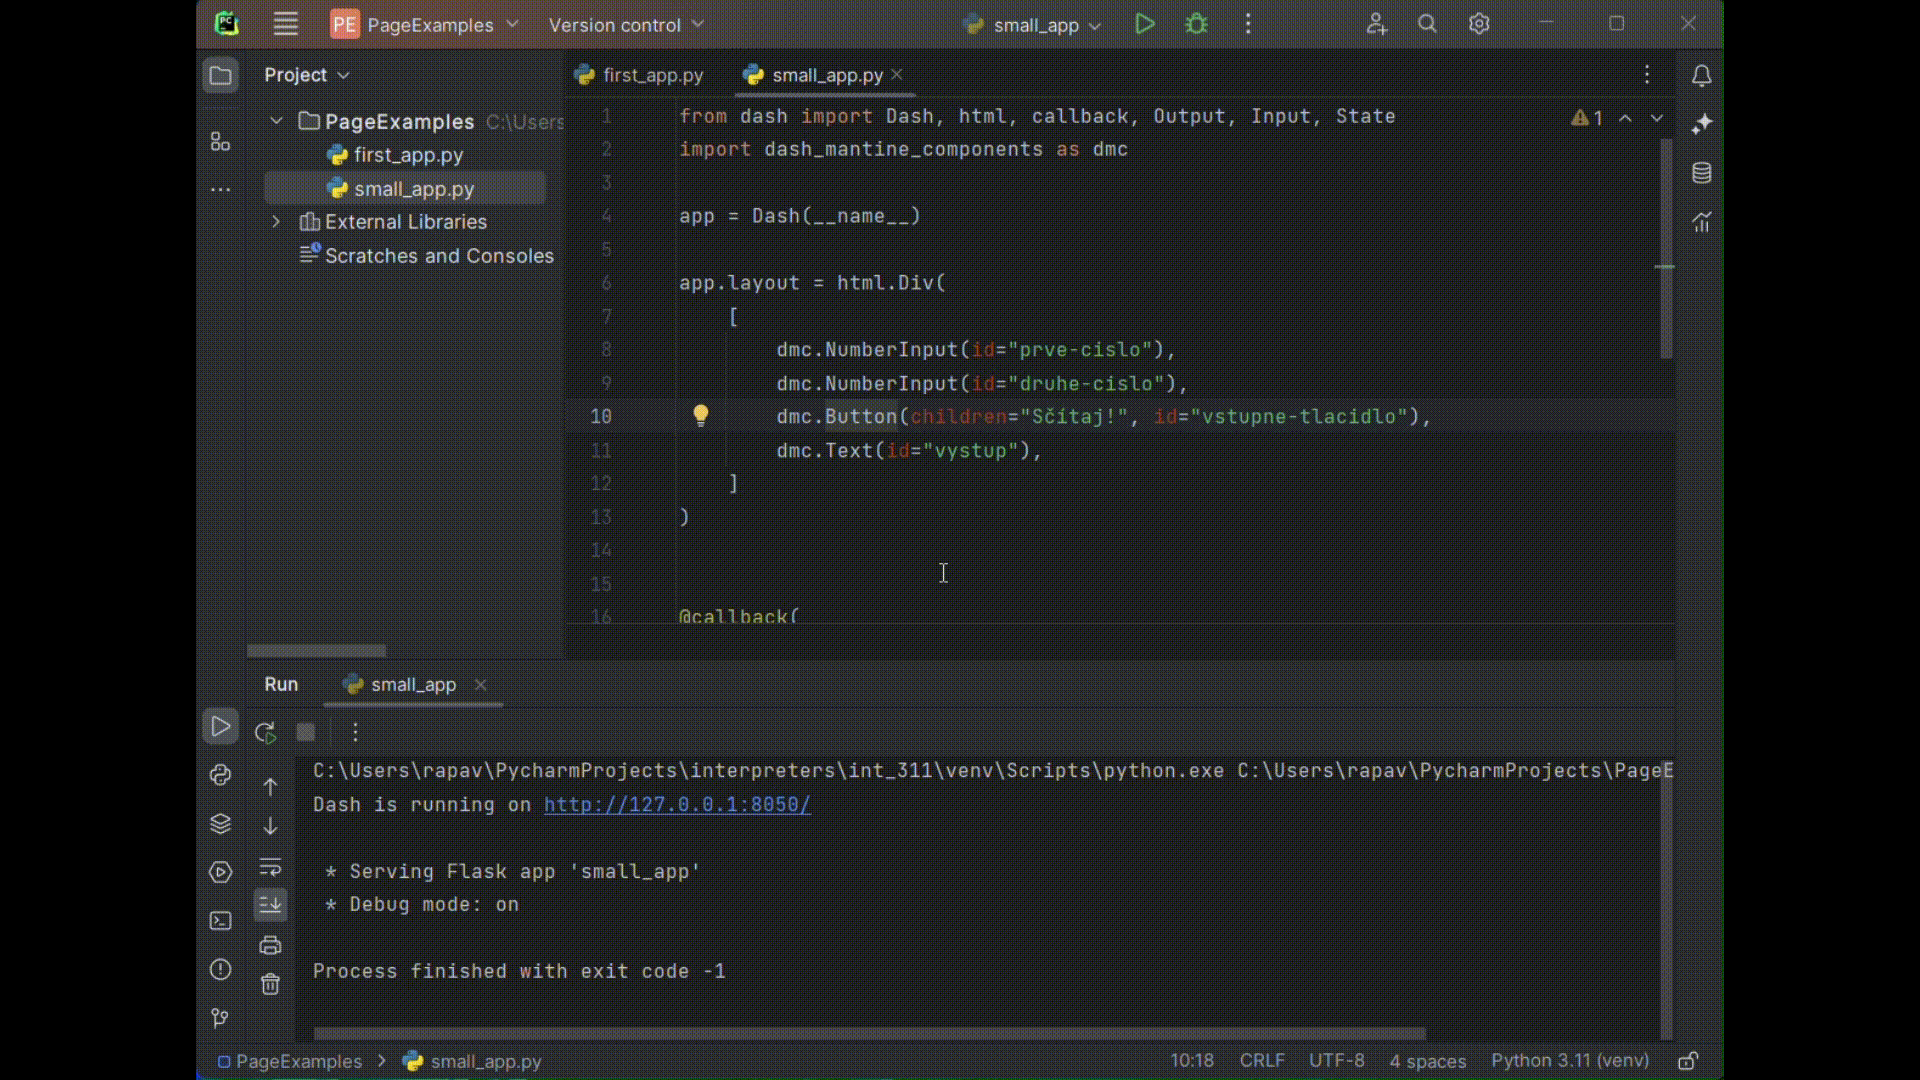 PE PageExamples Version control small_app
Project
first_app.py small_app.py
PageExamples C:\Users
first_app.py
small_app.py
External Libraries
Scratches and Consoles
1 from dash import Dash, html, callback, Output, Input, State
1
2 import dash_mantine_components as dmc
3
4 app = Dash(__name__)
5
6 app.layout = html.Div(
7 [
8 dmc.NumberInput(id="prve-cislo"),
9 dmc.NumberInput(id="druhe-cislo"),
10 dmc.Button(children="Sčítaj!", id="vstupne-tlacidlo"),
11 dmc.Text(id="vystup"),
12 ]
13 )
14
15
16 @callback(
Run small_app
C:\Users\rapav\PycharmProjects\interpreters\int_311\venv\Scripts\python.exe C:\Users\rapav\PycharmProjects\PageE
Dash is running on http://127.0.0.1:8050/
* Serving Flask app 'small_app'
* Debug mode: on
Process finished with exit code -1
PageExamples > small_app.py
10:18 CRLF UTF-8 4 spaces Python 3.11 (venv)